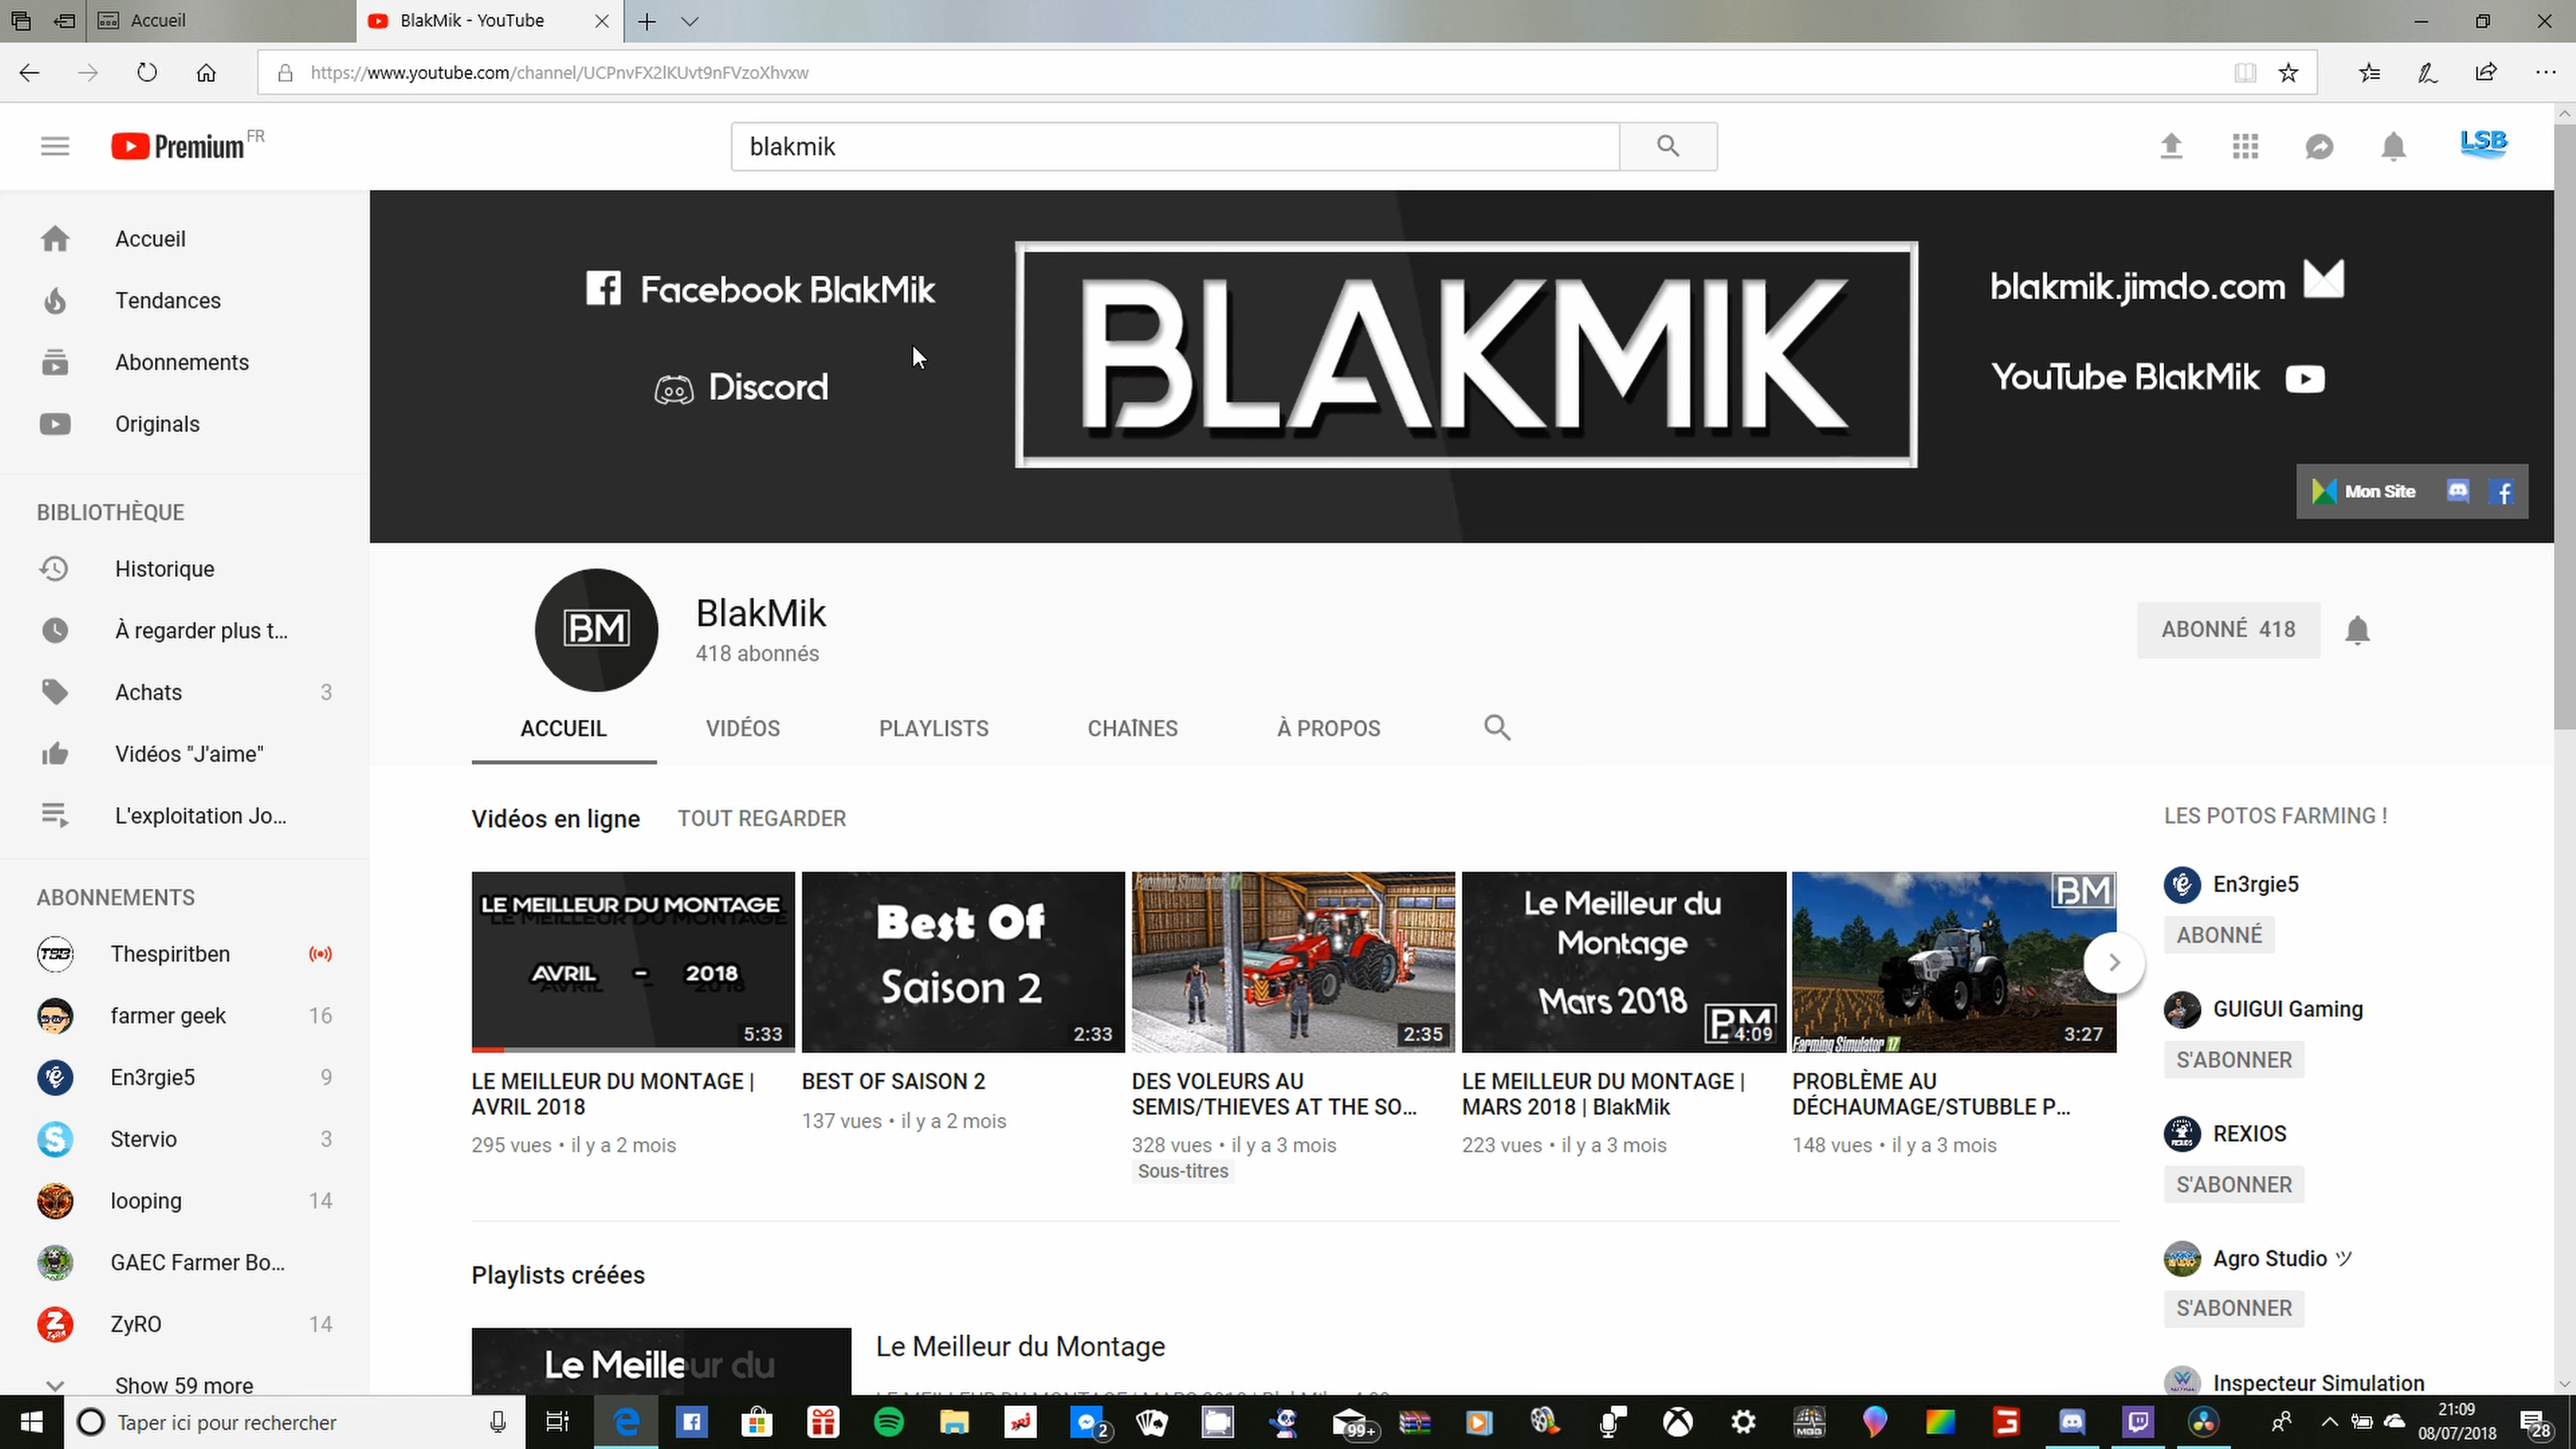 Accueil
BlakMik - YouTube
https://www.youtube.com/channel/UCPnvFX2lKUvt9nFVzoXhvxw
Premium FR
blakmik
LSB
Accueil
Tendances
Abonnements
Originals
BIBLIOTHÈQUE
Historique
À regarder plus t...
Achats 3
Vidéos "J'aime"
L'exploitation Jo...
ABONNEMENTS
Thespiritben
farmer geek 16
En3rgie5 9
Stervio 3
looping 14
GAEC Farmer Bo...
ZyRO 14
Show 59 more
Facebook BlakMik
Discord
BLAKMIK
blakmik.jimdo.com
YouTube BlakMik
Mon Site
BM
BlakMik
418 abonnés
ABONNÉ 418
ACCUEIL VIDÉOS PLAYLISTS CHAÎNES À PROPOS
Vidéos en ligne TOUT REGARDER
LE MEILLEUR DU MONTAGE
AVRIL - 2018
5:33
LE MEILLEUR DU MONTAGE |
AVRIL 2018
295 vues • il y a 2 mois
Best Of
Saison 2
2:33
BEST OF SAISON 2
137 vues • il y a 2 mois
Farming Simulator 17
2:35
DES VOLEURS AU
SEMIS/THIEVES AT THE SO...
328 vues • il y a 3 mois
Sous-titres
Le Meilleur du
Montage
Mars 2018
BM
4:09
LE MEILLEUR DU MONTAGE |
MARS 2018 | BlakMik
223 vues • il y a 3 mois
BM
Farming Simulator 17
3:27
PROBLÈME AU
DÉCHAUMAGE/STUBBLE P...
148 vues • il y a 3 mois
LES POTOS FARMING !
En3rgie5
ABONNÉ
GUIGUI Gaming
S'ABONNER
REXIOS
S'ABONNER
Agro Studio ツ
S'ABONNER
Inspecteur Simulation
Playlists créées
Le Meilleur du
Le Meilleur du Montage
Taper ici pour rechercher
2
99+
21:09
08/07/2018
28